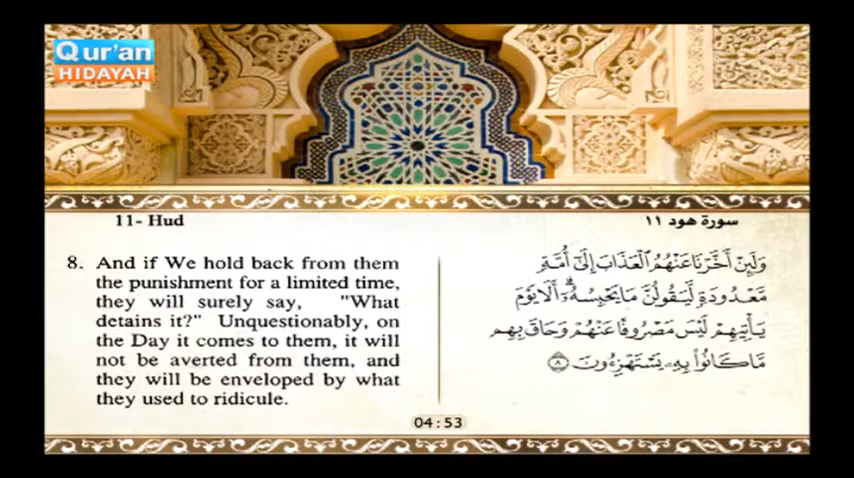 Qur'an
HIDAYAH
11- Hud
سورة هود ١١
8. And if We hold back from them
the punishment for a limited time,
they will surely say, "What
detains it?" Unquestionably, on
the Day it comes to them, it will
not be averted from them, and
they will be enveloped by what
they used to ridicule.
وَلَئِنْ أَخَّرْنَا عَنْهُمُ ٱلْعَذَابَ إِلَىٰٓ أُمَّةٍ
مَّعْدُودَةٍ لَّيَقُولُنَّ مَا يَحْبِسُهُۥٓ ۗ أَلَا يَوْمَ
يَأْتِيهِمْ لَيْسَ مَصْرُوفًا عَنْهُمْ وَحَاقَ بِهِم
مَّا كَانُوا۟ بِهِۦ يَسْتَهْزِءُونَ ٨
04:53